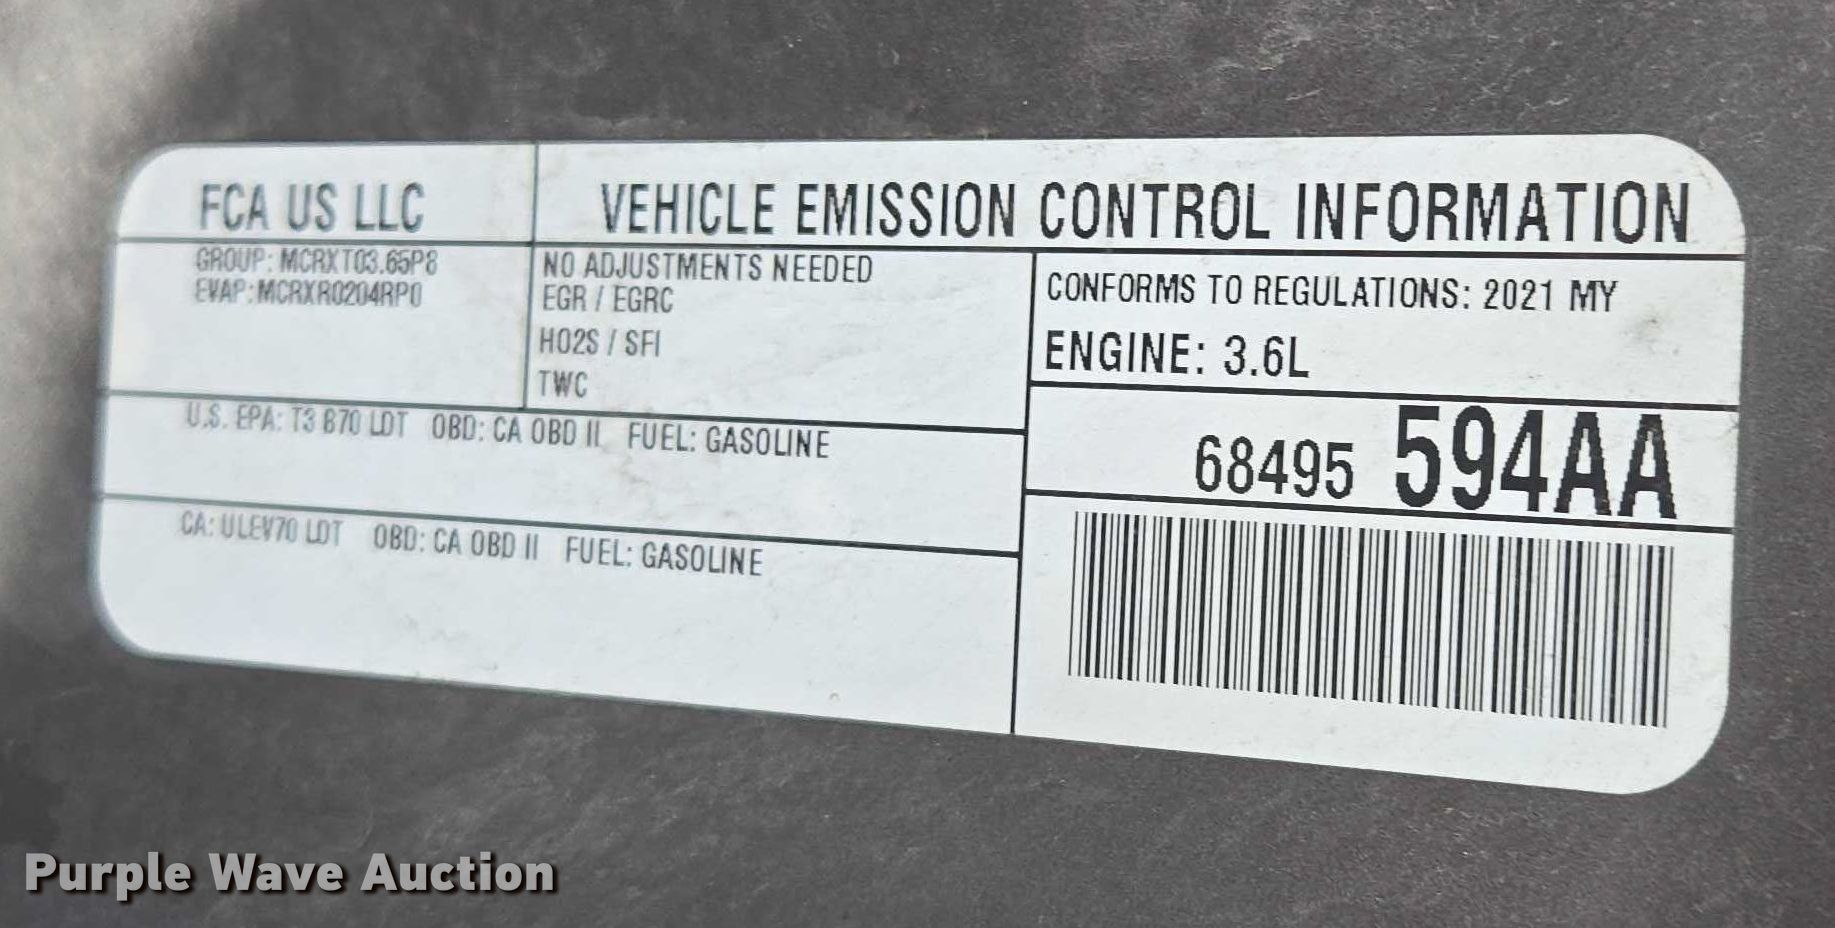 FCA US LLC
VEHICLE EMISSION CONTROL INFORMATION
GROUP: MCRXT03.65P8
EVAP:MCRXR0204RP0
NO ADJUSTMENTS NEEDED
EGR / EGRC
HO2S / SFI
TWC
CONFORMS TO REGULATIONS: 2021 MY
ENGINE: 3.6L
U.S. EPA: T3 B70 LDT OBD: CA OBD II FUEL: GASOLINE
68495 594AA
CA: ULEV70 LDT OBD: CA OBD II FUEL: GASOLINE
Purple Wave Auction